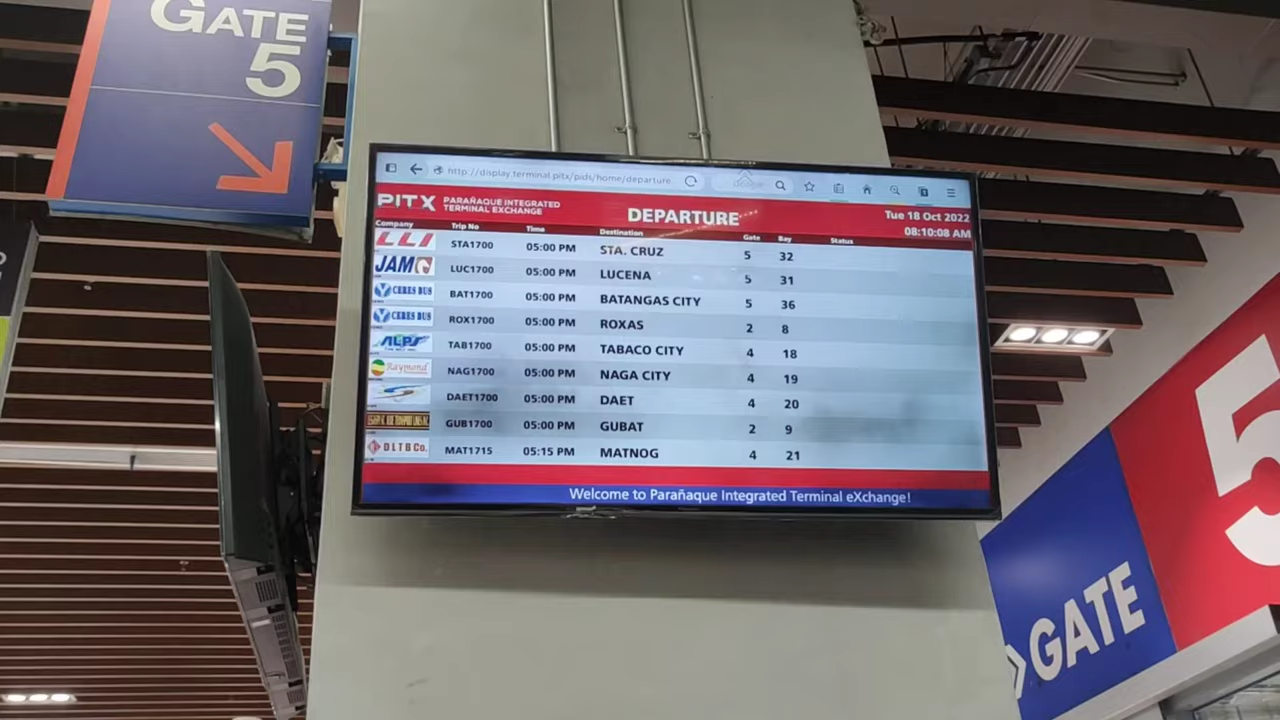 GATE
5
http://display.terminal.pitx/pids/home/departure
Google
PITX PARAÑAQUE INTEGRATED
TERMINAL EXCHANGE
DEPARTURE
Tue 18 Oct 2022
08:10:08 AM
Company Trip No Time Destination Gate Bay Status
LLI STA1700 05:00 PM STA. CRUZ 5 32
JAM LUC1700 05:00 PM LUCENA 5 31
CERES BUS BAT1700 05:00 PM BATANGAS CITY 5 36
CERES BUS ROX1700 05:00 PM ROXAS 2 8
ALPS TAB1700 05:00 PM TABACO CITY 4 18
Raymond NAG1700 05:00 PM NAGA CITY 4 19
DAET1700 05:00 PM DAET 4 20
GUB1700 05:00 PM GUBAT 2 9
DLTBCo. MAT1715 05:15 PM MATNOG 4 21
Welcome to Parañaque Integrated Terminal eXchange!
GATE
5